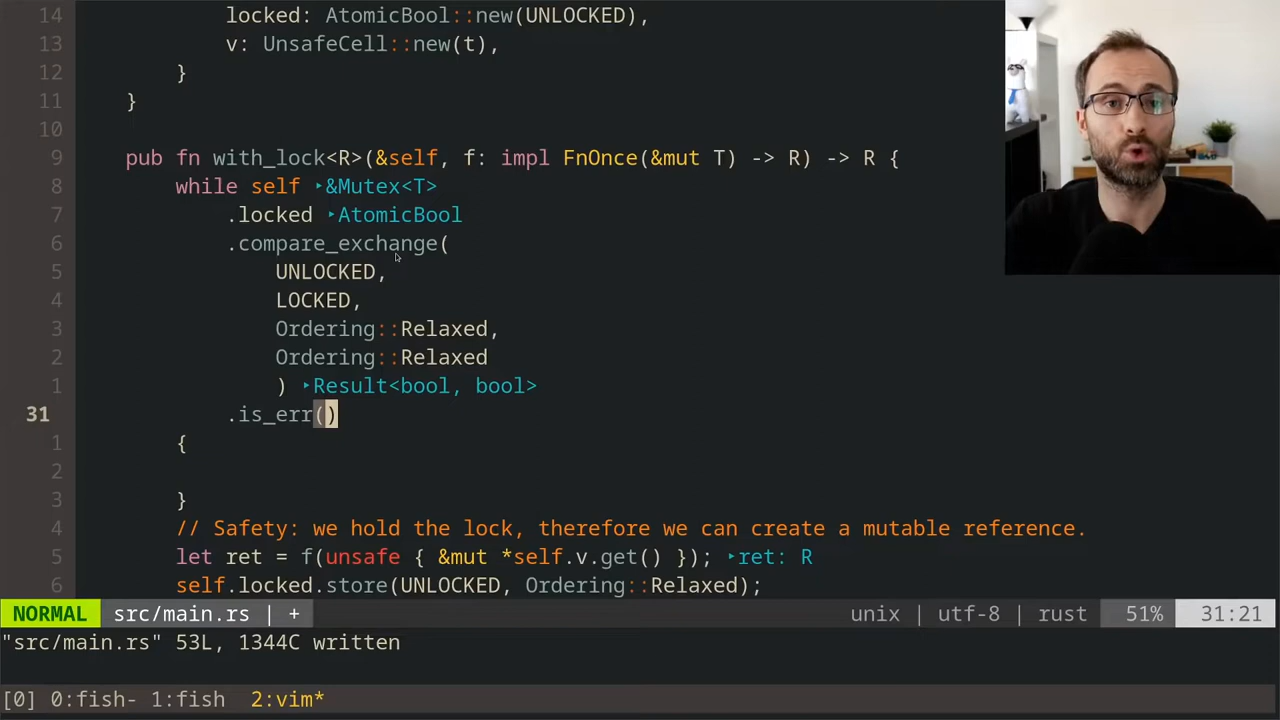 14 locked: AtomicBool::new(UNLOCKED),
13 v: UnsafeCell::new(t),
12 }
11 }
10
9 pub fn with_lock<R>(&self, f: impl FnOnce(&mut T) -> R) -> R {
8 while self ‣&Mutex<T>
7 .locked ‣AtomicBool
6 .compare_exchange(
5 UNLOCKED,
4 LOCKED,
3 Ordering::Relaxed,
2 Ordering::Relaxed
1 ) ‣Result<bool, bool>
31 .is_err()
1 {
2
3 }
4 // Safety: we hold the lock, therefore we can create a mutable reference.
5 let ret = f(unsafe { &mut *self.v.get() }); ‣ret: R
6 self.locked.store(UNLOCKED, Ordering::Relaxed);
NORMAL src/main.rs | + unix | utf-8 | rust 51% 31:21
"src/main.rs" 53L, 1344C written
[0] 0:fish- 1:fish 2:vim*